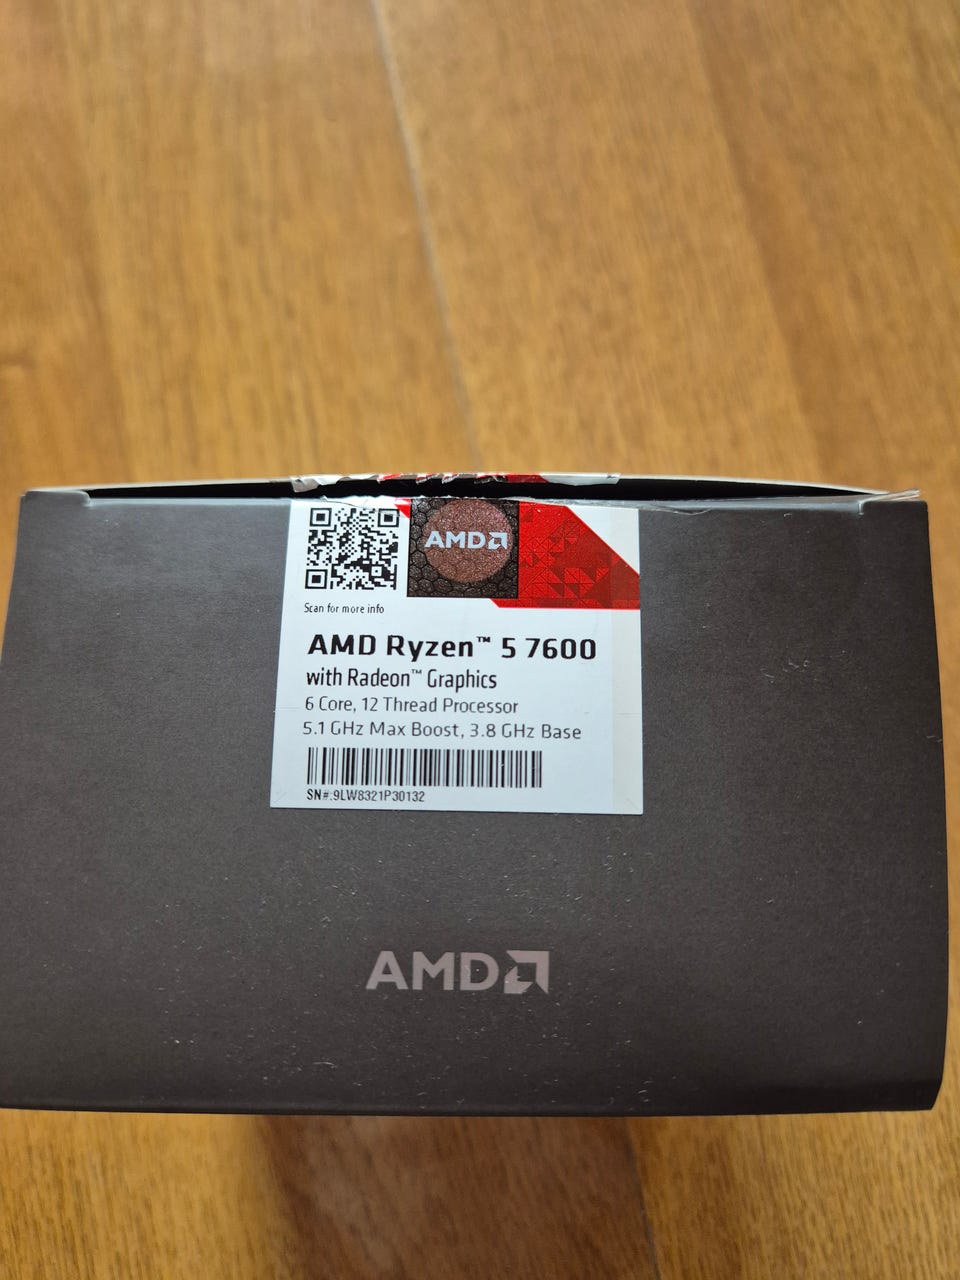 AMD
Scan for more info
AMD Ryzen™ 5 7600
with Radeon™ Graphics
6 Core, 12 Thread Processor
5.1 GHz Max Boost, 3.8 GHz Base
SN#:9LW8321P30132
AMD